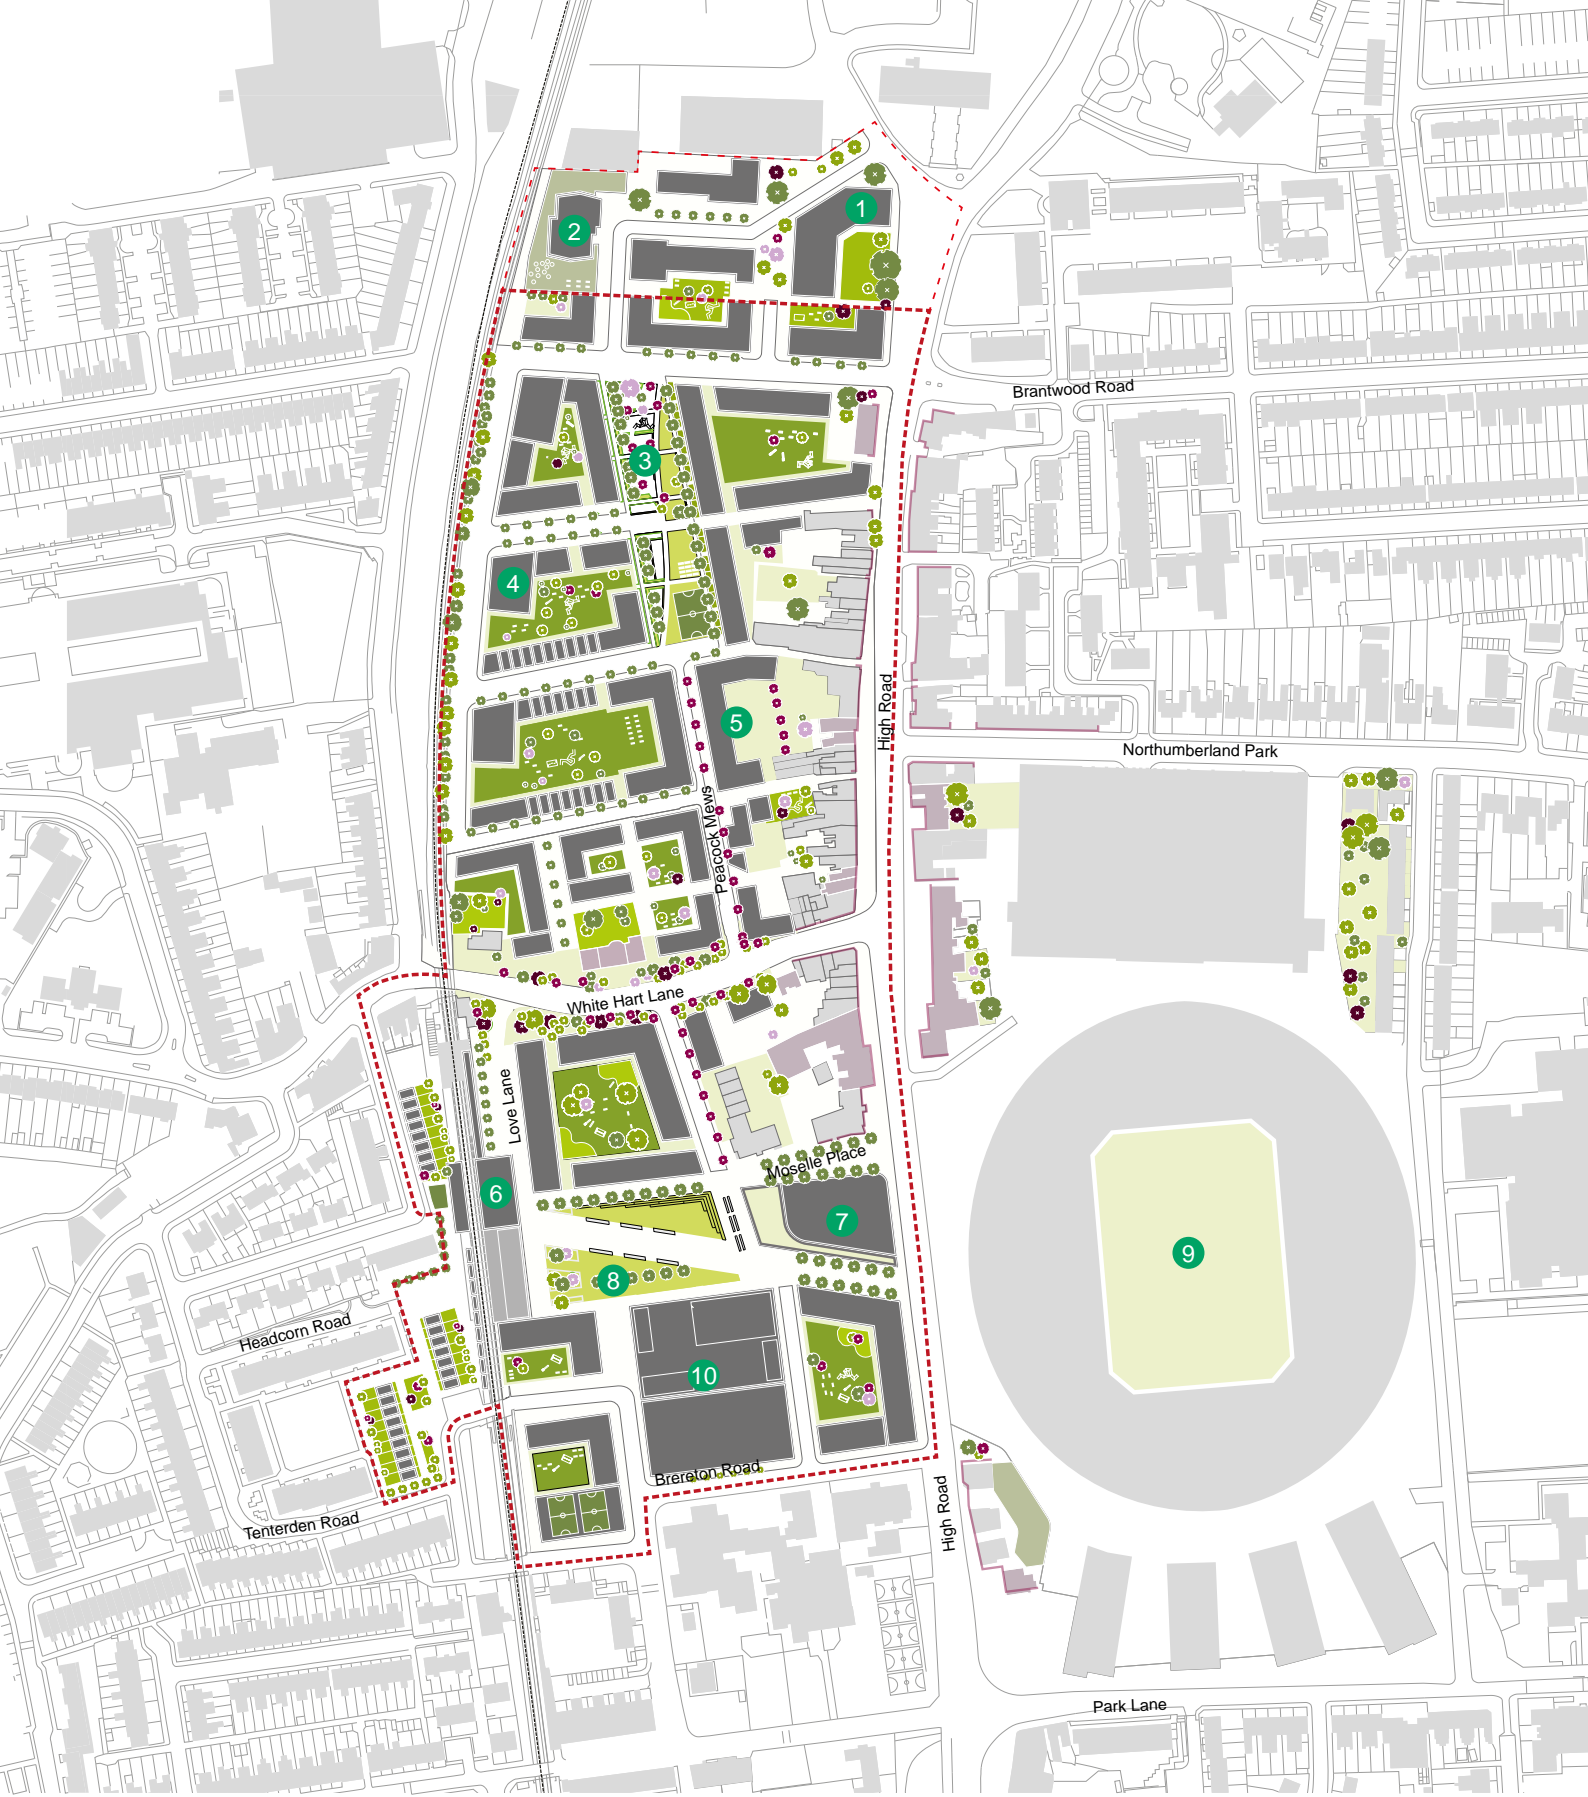 1
2
Brantwood Road
3
4
High Road
5
Northumberland Park
Peacock Mews
White Hart Lane
Love Lane
Moselle Place
6
7
9
8
Headcorn Road
10
Brereton Road
High Road
Tenterden Road
Park Lane